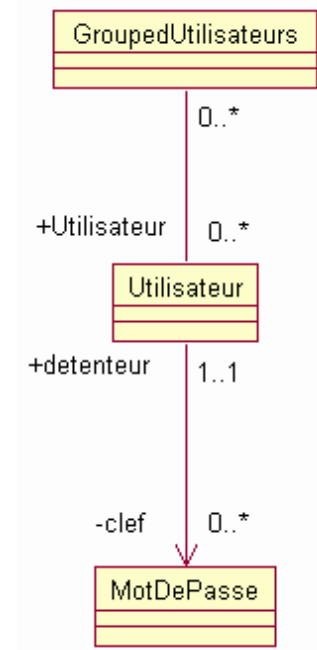 GroupedUtilisateurs
0..*
+Utilisateur 0..*
Utilisateur
+detenteur 1..1
-clef 0..*
MotDePasse